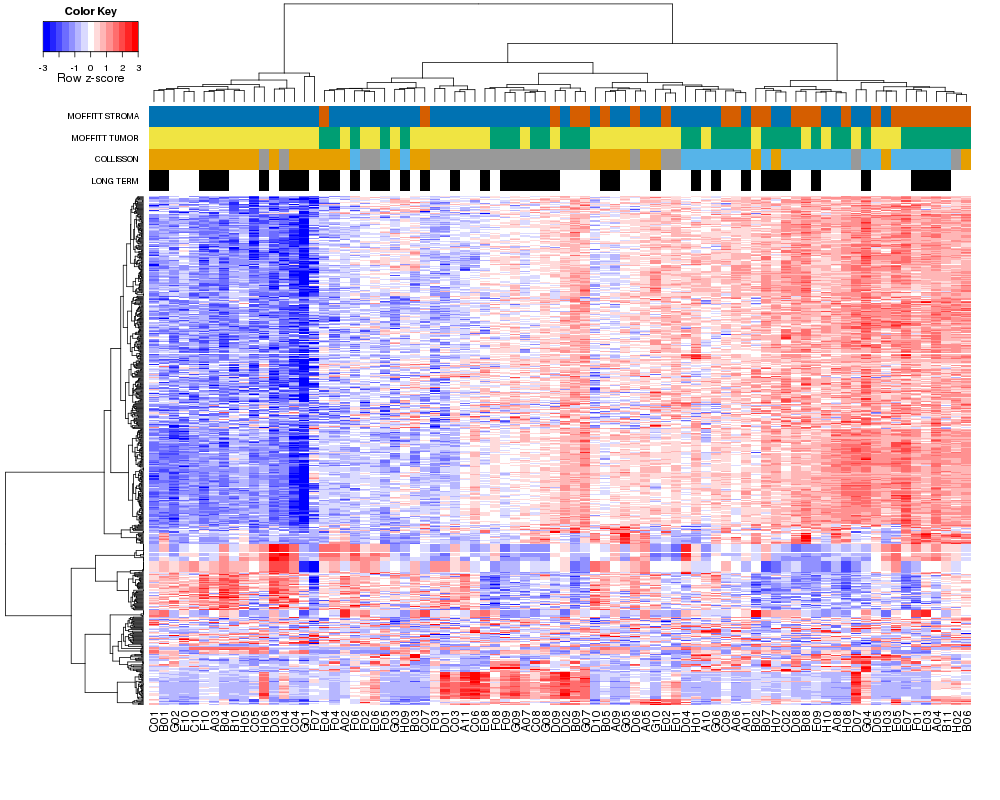 Color Key
-3 -1 0 1 2 3
Row z-score
MOFFITT STROMA
MOFFITT TUMOR
COLLISSON
LONG TERM
C01 B01 G02 E10 C11 F10 A03 B04 B10 H05 C05 H06 D03 H04 C04 G01 F07 E04 F04 A02 F06 E06 F05 G03 H09 B03 C07 F03 D01 C03 A11 C10 E08 F08 F09 G09 A07 C08 G08 D09 D02 B09 G07 D10 B05 A09 G05 D06 A05 G10 E02 E01 D04 H01 A10 G06 C09 A06 A01 B02 B07 H07 C02 D08 B08 E09 H10 A08 H08 D07 G04 D05 H03 E05 E07 F01 E03 A04 B11 H02 B06